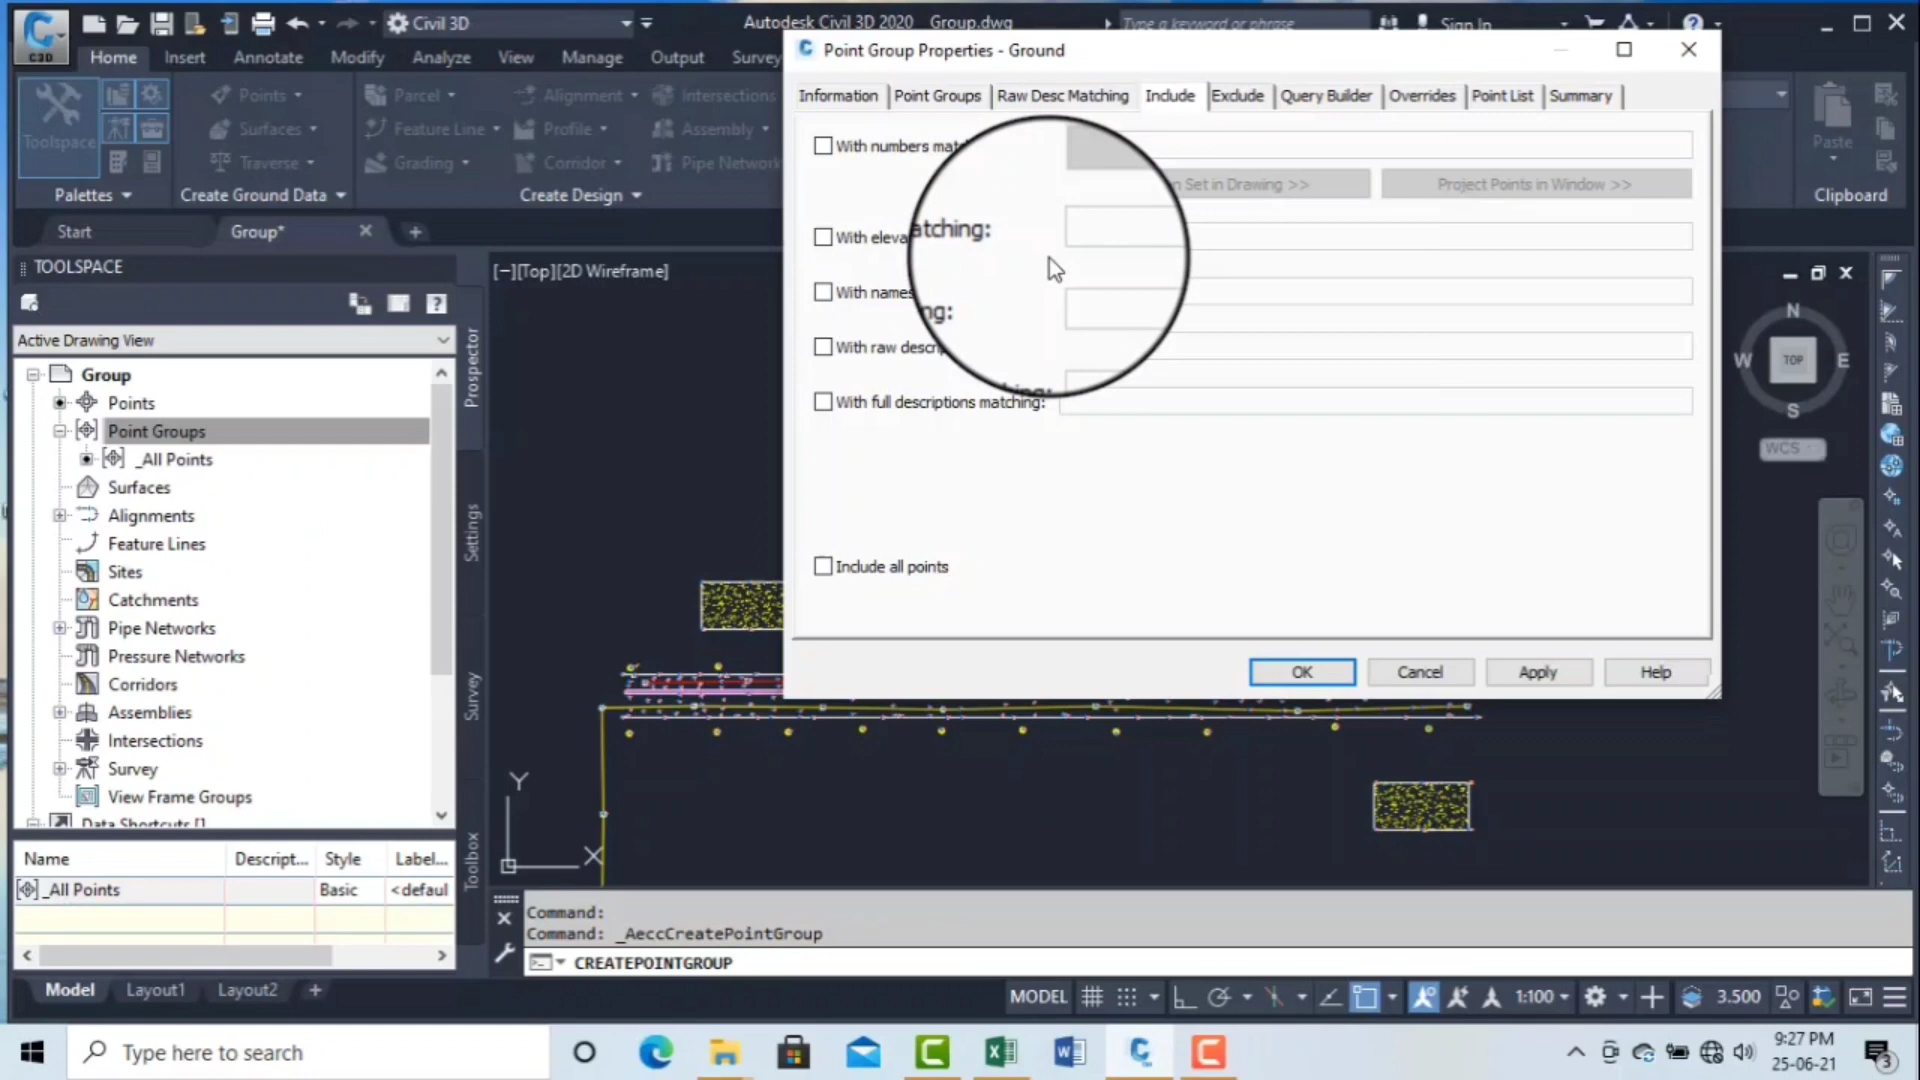 Civil 3D
Autodesk Civil 3D 2020 Group.dwg
Type a keyword or phrase
Sign In
C3D
Home Insert Annotate Modify Analyze View Manage Output Survey
Toolspace
Points
Surfaces
Traverse
Parcel
Feature Line
Grading
Alignment
Profile
Corridor
Intersections
Assembly
Pipe Network
Paste
Palettes
Create Ground Data
Create Design
Clipboard
Start
Group*
TOOLSPACE
Active Drawing View
Group
Points
Point Groups
_All Points
Surfaces
Alignments
Feature Lines
Sites
Catchments
Pipe Networks
Pressure Networks
Corridors
Assemblies
Intersections
Survey
View Frame Groups
Data Shortcuts []
Prospector
Settings
Survey
Toolbox
Name Descript... Style Label...
_All Points Basic <defaul
[−][Top][2D Wireframe]
Point Group Properties - Ground
Information Point Groups Raw Desc Matching Include Exclude Query Builder Overrides Point List Summary
With numbers
Set in Drawing >>
Project Points in Window >>
With
atching:
With names
ng:
With raw
With full descriptions matching:
Include all points
OK Cancel Apply Help
N
W TOP E
S
WCS
Y
X
Command:
Command: _AeccCreatePointGroup
CREATEPOINTGROUP
Model Layout1 Layout2 +
MODEL
1:100
3.500
Type here to search
9:27 PM
25-06-21
3